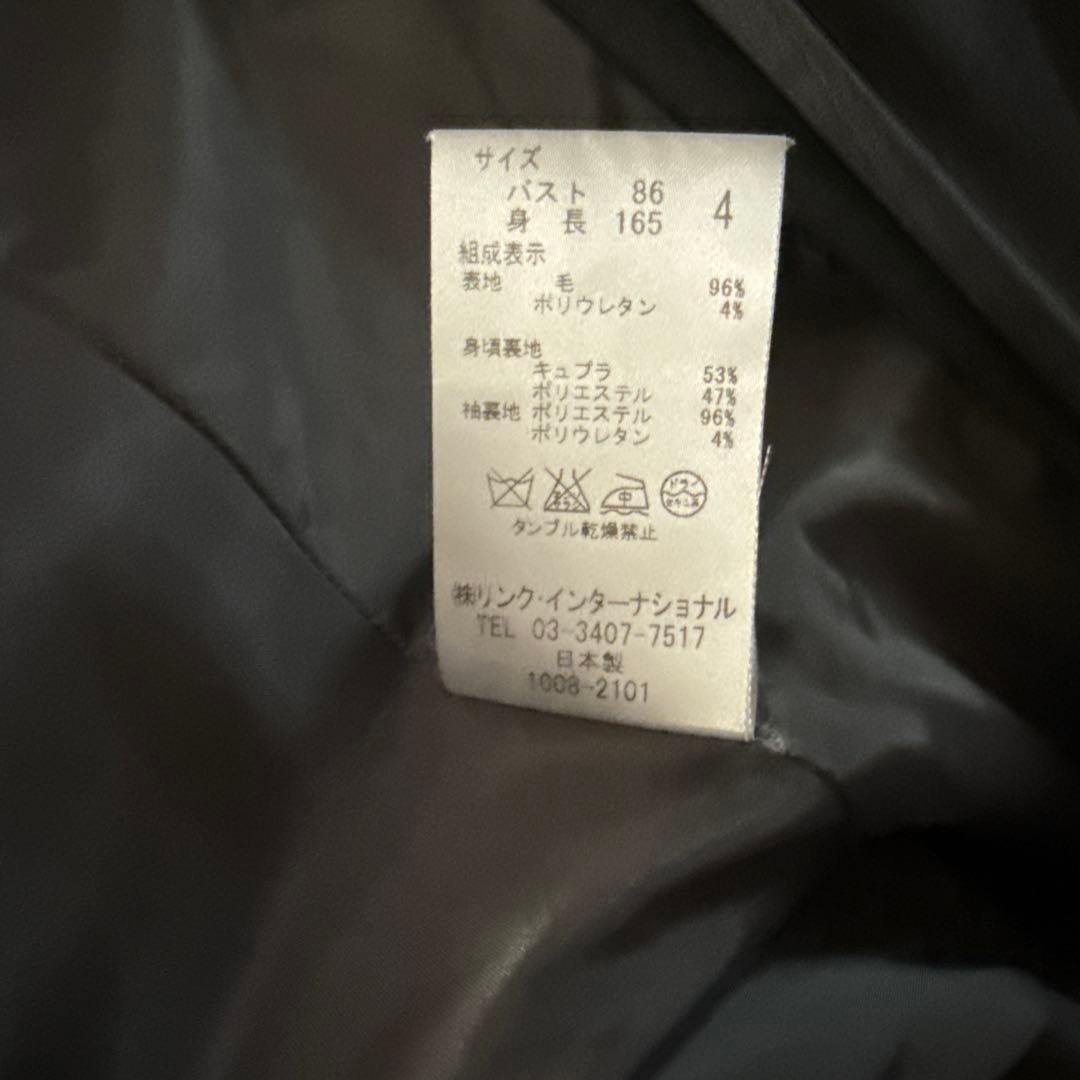 サイズ
バスト 86 4
身長 165
組成表示
表地 毛 96%
ポリウレタン 4%
身頃裏地
キュプラ 53%
ポリエステル 47%
袖裏地 ポリエステル 96%
ポリウレタン 4%
中 ドライ
タンブル乾燥禁止
㈱リンク・インターナショナル
TEL 03-3407-7517
日本製
1008-2101